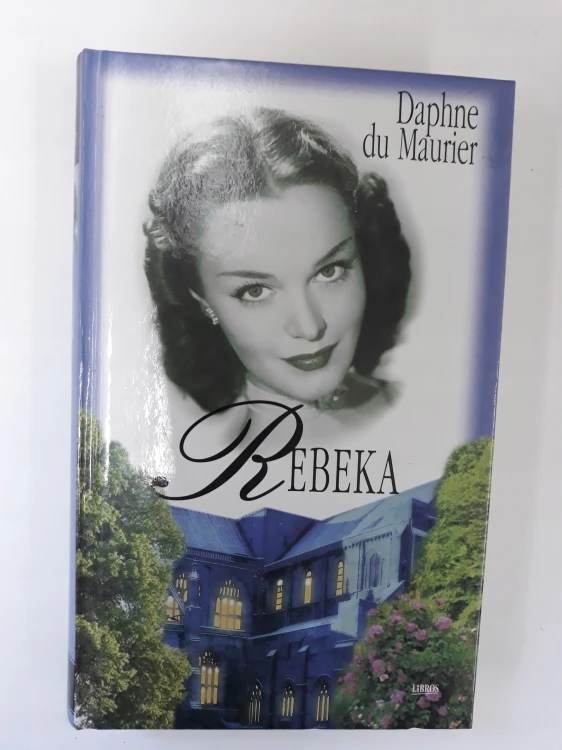 Daphne
du Maurier
REBEKA
LIBROS